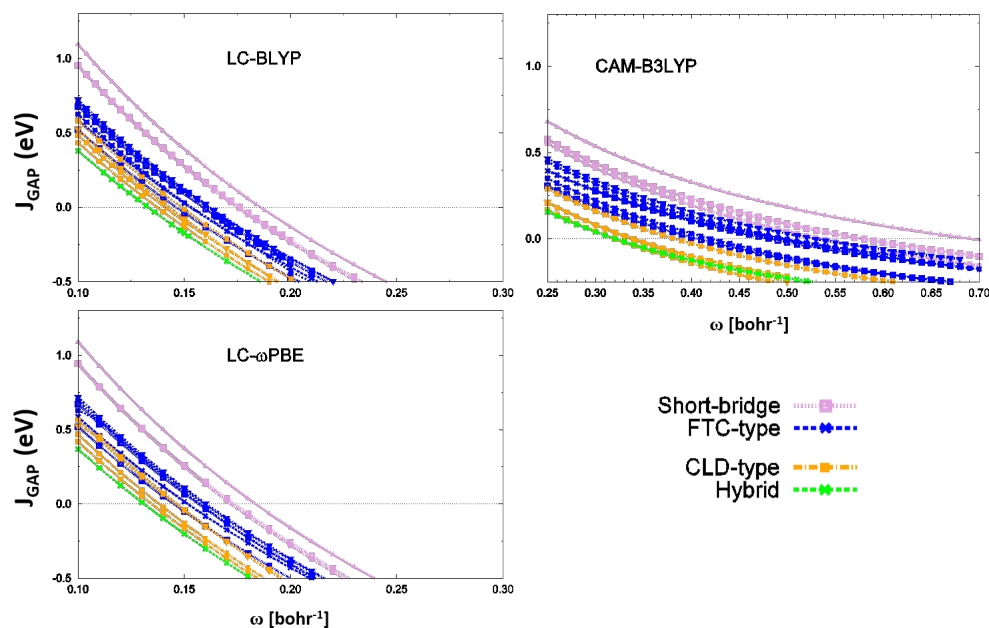 LC-BLYP
J_GAP (eV)
1.0
0.5
0.0
-0.5
0.10
0.15
0.20
0.25
0.30
ω [bohr⁻¹]
CAM-B3LYP
1.0
0.5
0.0
0.25
0.30
0.35
0.40
0.45
0.50
0.55
0.60
0.65
0.70
ω [bohr⁻¹]
LC-ωPBE
J_GAP (eV)
1.0
0.5
0.0
-0.5
0.10
0.15
0.20
0.25
0.30
ω [bohr⁻¹]
Short-bridge
FTC-type
CLD-type
Hybrid